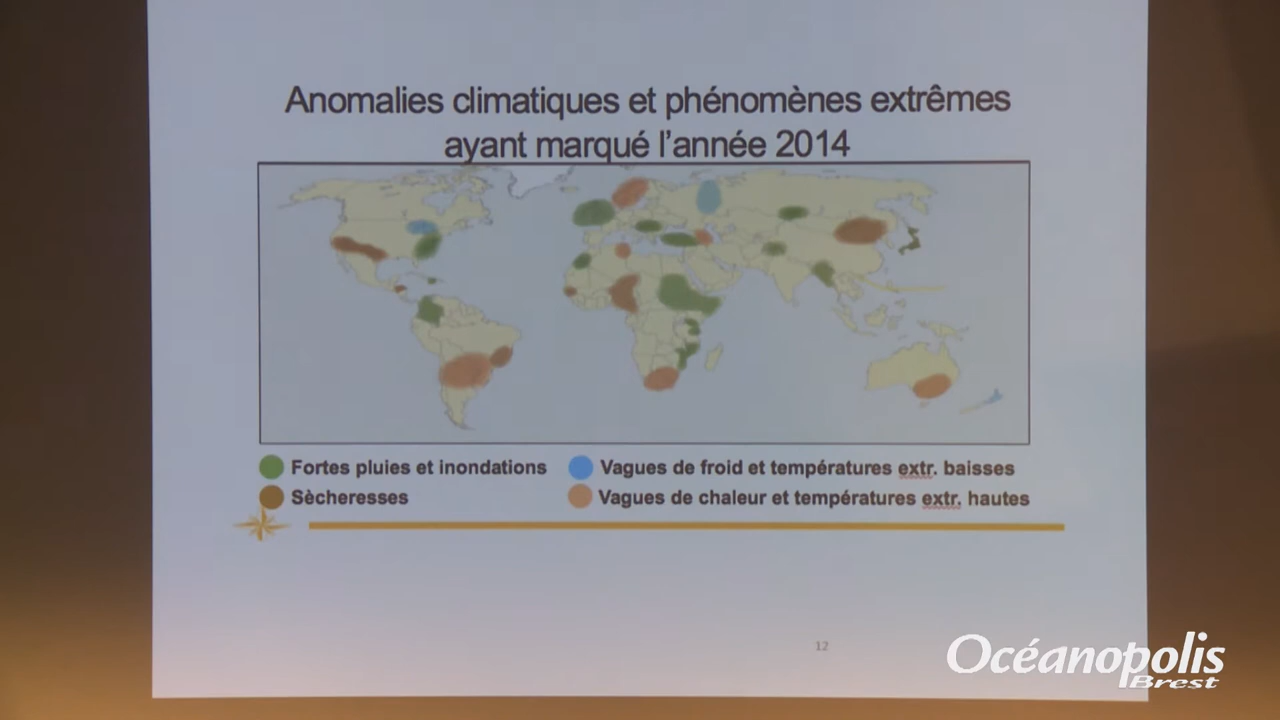 Anomalies climatiques et phénomènes extrêmes
ayant marqué l'année 2014
Fortes pluies et inondations
Vagues de froid et températures extr. baisses
Sècheresses
Vagues de chaleur et températures extr. hautes
12
Océanopolis
Brest